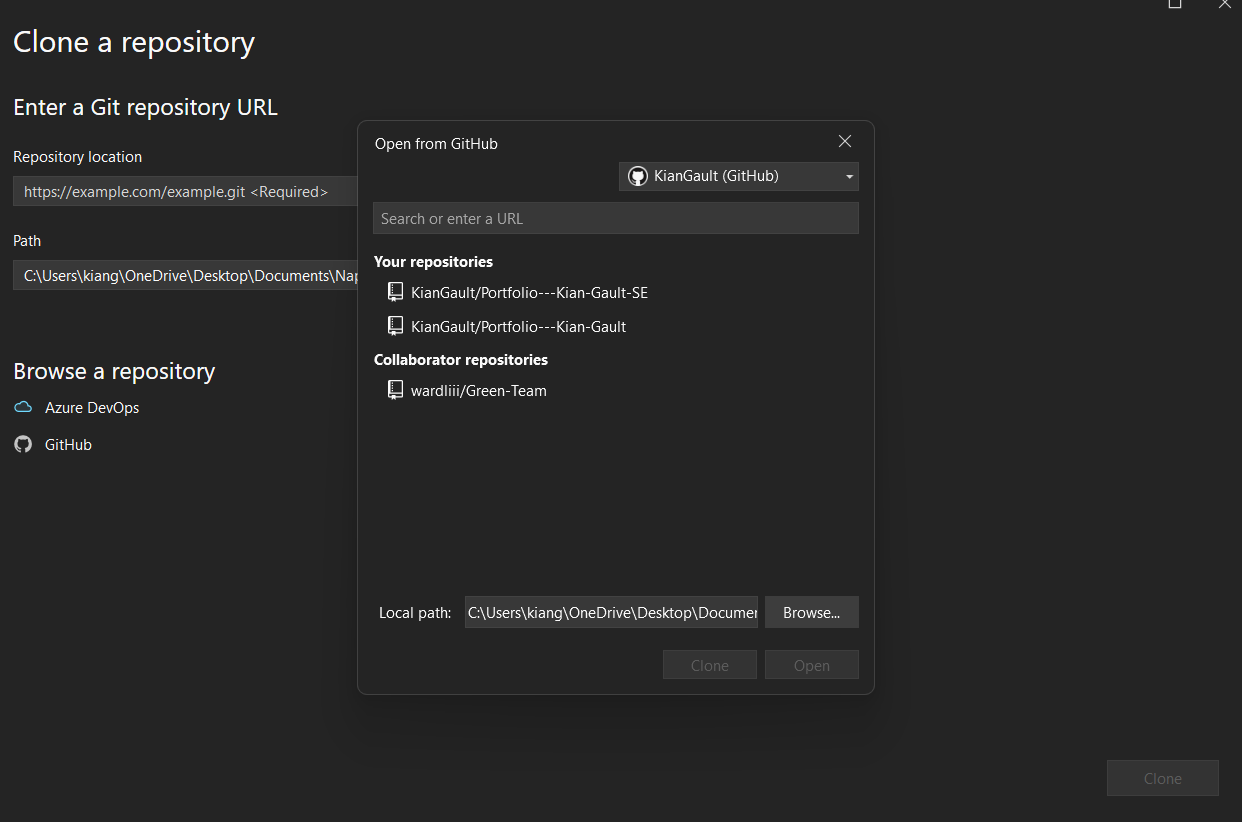 Clone a repository
Enter a Git repository URL
Repository location
https://example.com/example.git <Required>
Path
C:\Users\kiang\OneDrive\Desktop\Documents\Nap
Browse a repository
Azure DevOps
GitHub
Open from GitHub
KianGault (GitHub)
Search or enter a URL
Your repositories
KianGault/Portfolio---Kian-Gault-SE
KianGault/Portfolio---Kian-Gault
Collaborator repositories
wardliii/Green-Team
Local path: C:\Users\kiang\OneDrive\Desktop\Documen Browse...
Clone Open
Clone